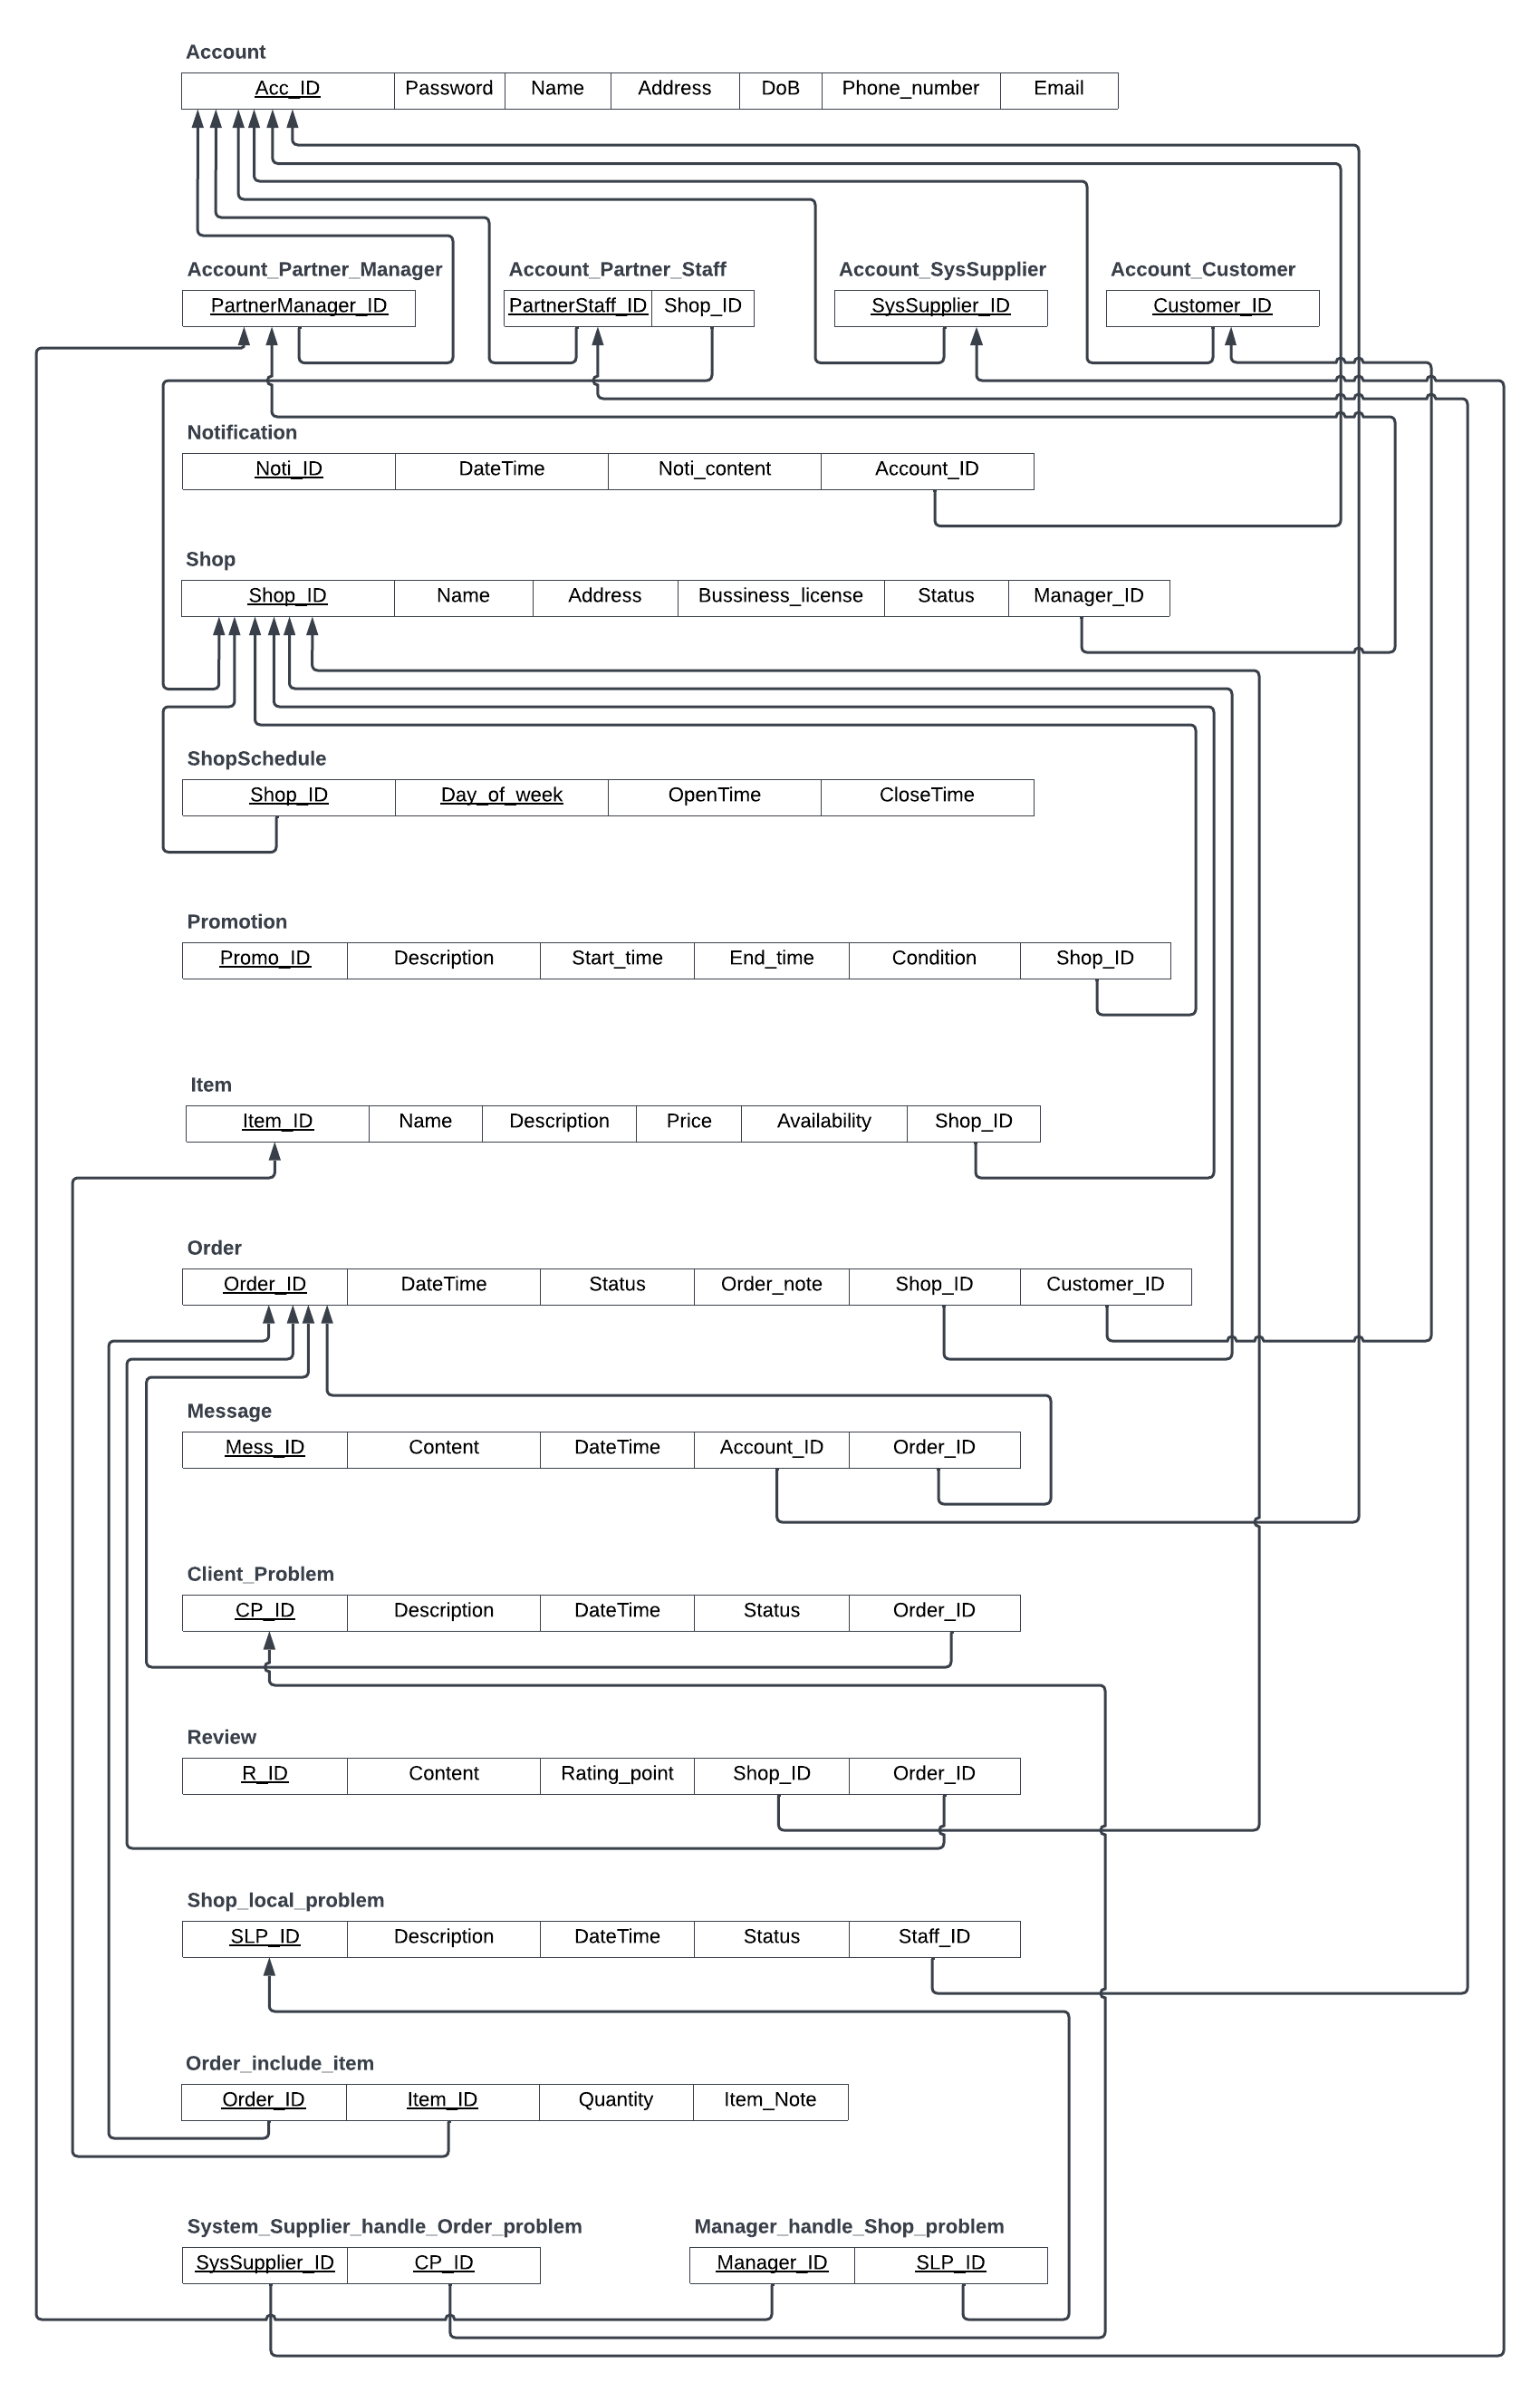 Account
Acc_ID Password Name Address DoB Phone_number Email
Account_Partner_Manager Account_Partner_Staff Account_SysSupplier Account_Customer
PartnerManager_ID PartnerStaff_ID Shop_ID SysSupplier_ID Customer_ID
Notification
Noti_ID DateTime Noti_content Account_ID
Shop
Shop_ID Name Address Bussiness_license Status Manager_ID
ShopSchedule
Shop_ID Day_of_week OpenTime CloseTime
Promotion
Promo_ID Description Start_time End_time Condition Shop_ID
Item
Item_ID Name Description Price Availability Shop_ID
Order
Order_ID DateTime Status Order_note Shop_ID Customer_ID
Message
Mess_ID Content DateTime Account_ID Order_ID
Client_Problem
CP_ID Description DateTime Status Order_ID
Review
R_ID Content Rating_point Shop_ID Order_ID
Shop_local_problem
SLP_ID Description DateTime Status Staff_ID
Order_include_item
Order_ID Item_ID Quantity Item_Note
System_Supplier_handle_Order_problem Manager_handle_Shop_problem
SysSupplier_ID CP_ID Manager_ID SLP_ID